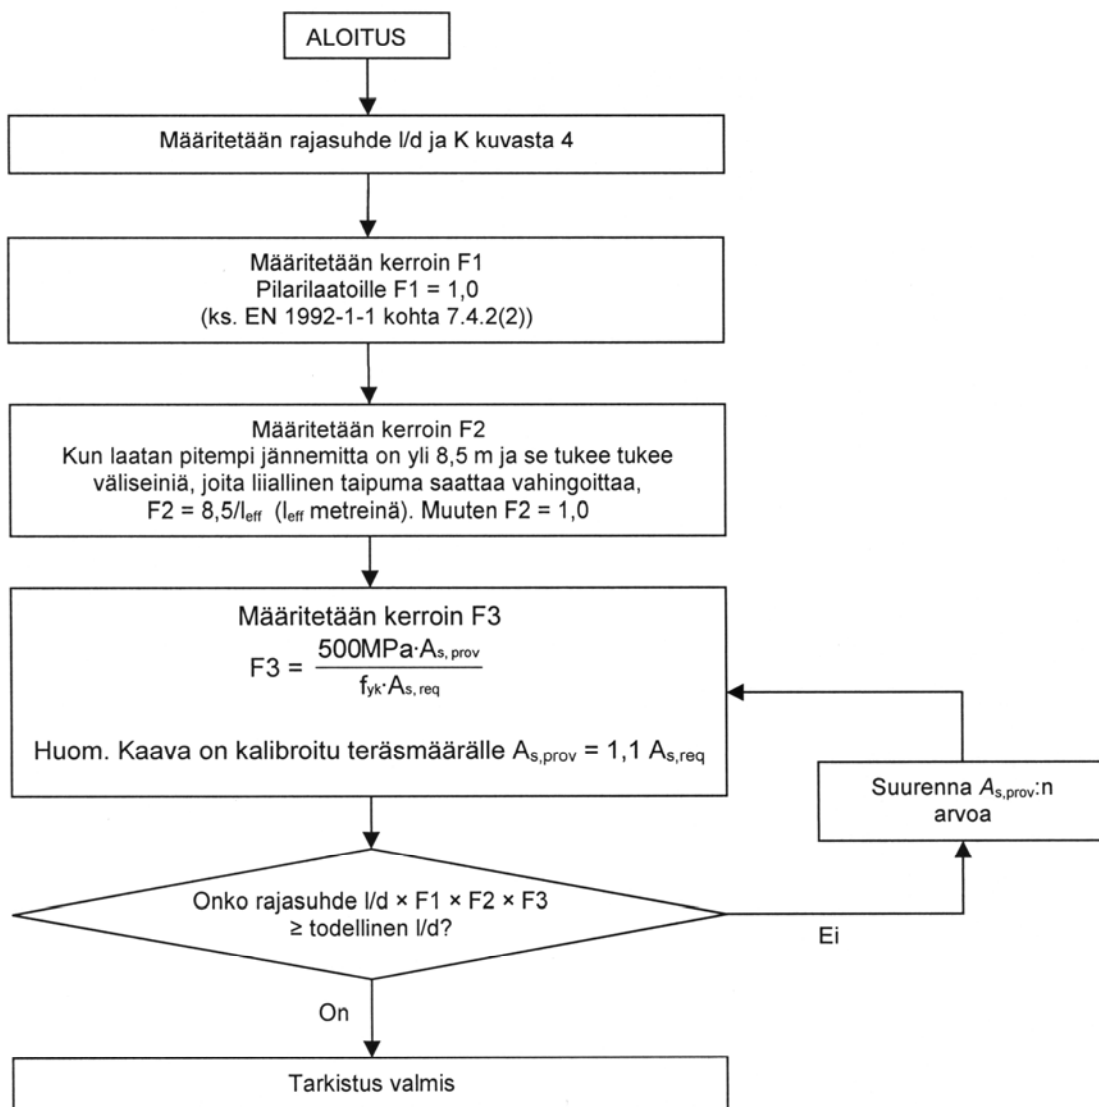 ALOITUS
Määritetään rajasuhde l/d ja K kuvasta 4
Määritetään kerroin F1
Pilarilaatoille F1 = 1,0
(ks. EN 1992-1-1 kohta 7.4.2(2))
Määritetään kerroin F2
Kun laatan pitempi jännemitta on yli 8,5 m ja se tukee tukee
väliseiniä, joita liiallinen taipuma saattaa vahingoittaa,
F2 = 8,5/leff (leff metreinä). Muuten F2 = 1,0
Määritetään kerroin F3
F3 = 500MPa·As, prov / fyk·As, req
Huom. Kaava on kalibroitu teräsmäärälle As,prov = 1,1 As,req
Suurenna As,prov:n
arvoa
Onko rajasuhde l/d × F1 × F2 × F3
≥ todellinen l/d?
Ei
On
Tarkistus valmis